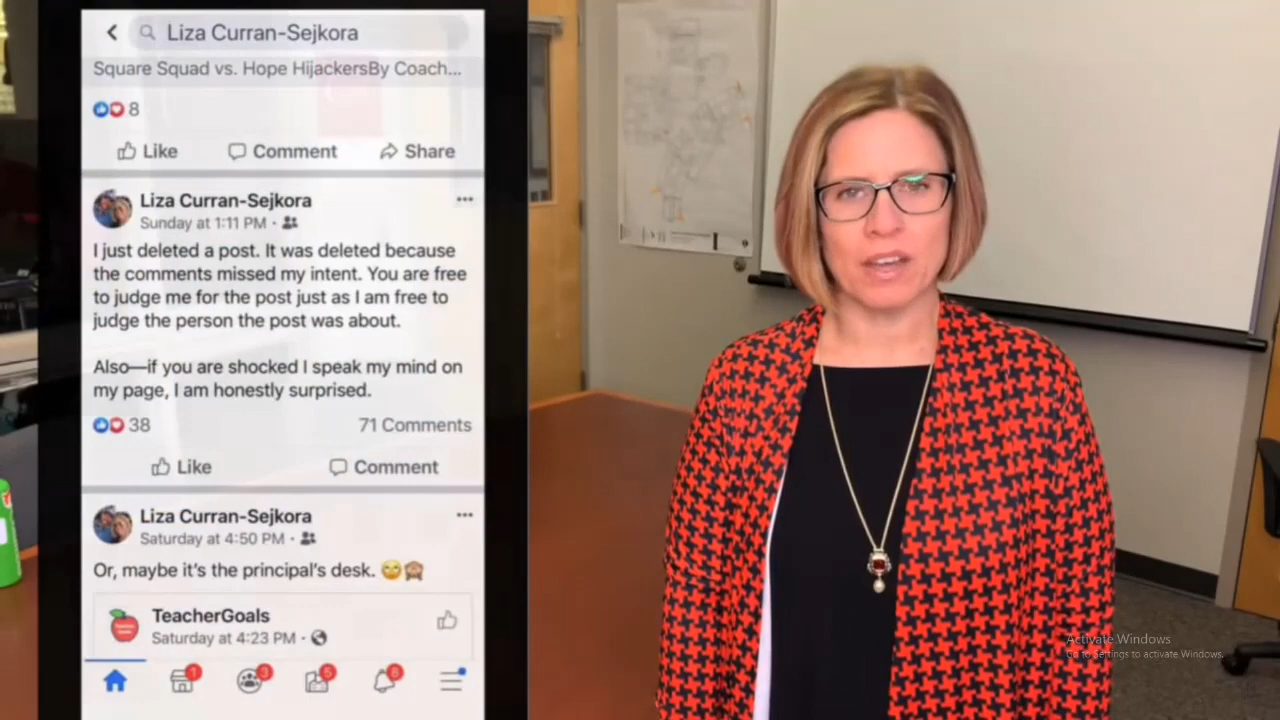 Liza Curran-Sejkora
Square Squad vs. Hope HijackersBy Coach...
8
Like Comment Share
Liza Curran-Sejkora
Sunday at 1:11 PM ·
I just deleted a post. It was deleted because
the comments missed my intent. You are free
to judge me for the post just as I am free to
judge the person the post was about.
Also—if you are shocked I speak my mind on
my page, I am honestly surprised.
38 71 Comments
Like Comment
Liza Curran-Sejkora
Saturday at 4:50 PM ·
Or, maybe it's the principal's desk. 😅🙈
TeacherGoals
Saturday at 4:23 PM ·
1 3 5 8
Activate Windows
Go to Settings to activate Windows.